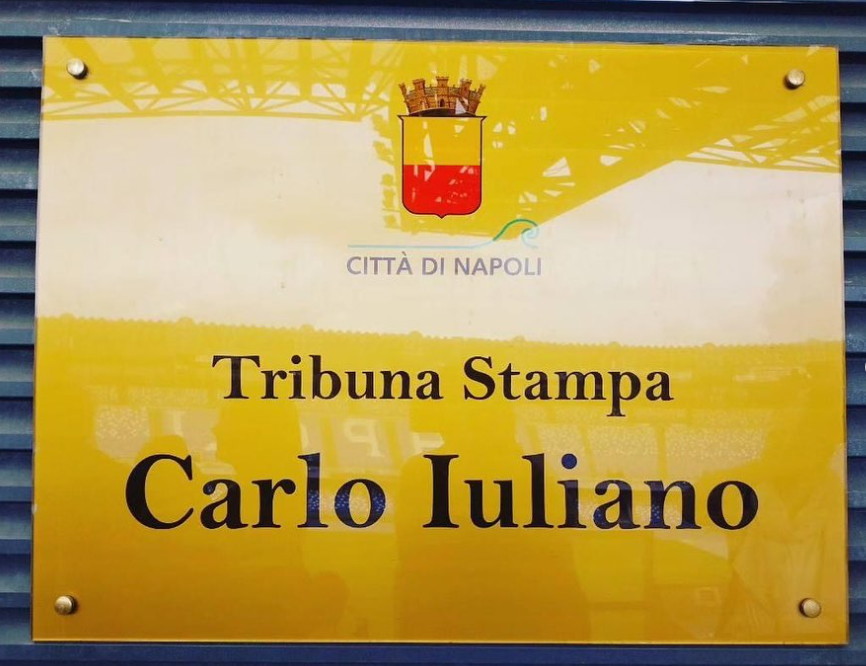 CITTÀ DI NAPOLI
Tribuna Stampa
Carlo Iuliano